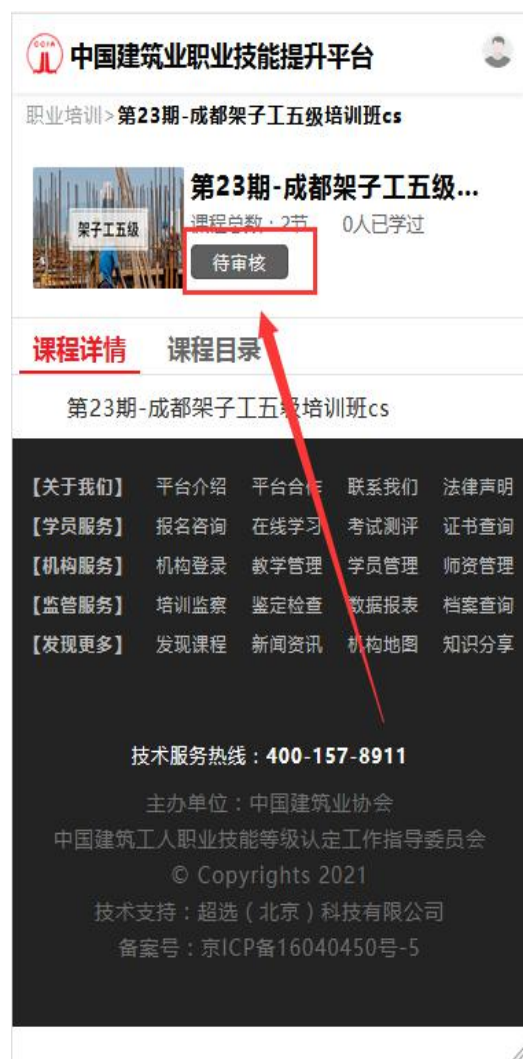 CCIA
中国建筑业职业技能提升平台
职业培训>第23期-成都架子工五级培训班cs
架子工五级
第23期-成都架子工五级...
课程总数：2节 0人已学过
待审核
课程详情 课程目录
第23期-成都架子工五级培训班cs
【关于我们】 平台介绍 平台合作 联系我们 法律声明
【学员服务】 报名咨询 在线学习 考试测评 证书查询
【机构服务】 机构登录 教学管理 学员管理 师资管理
【监管服务】 培训监察 鉴定检查 数据报表 档案查询
【发现更多】 发现课程 新闻资讯 机构地图 知识分享
技术服务热线：400-157-8911
主办单位：中国建筑业协会
中国建筑工人职业技能等级认定工作指导委员会
© Copyrights 2021
技术支持：超选（北京）科技有限公司
备案号：京ICP备16040450号-5